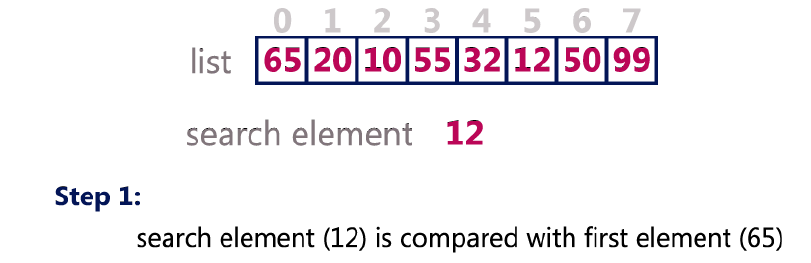 0 1 2 3 4 5 6 7
list 65 20 10 55 32 12 50 99
search element 12
Step 1:
search element (12) is compared with first element (65)